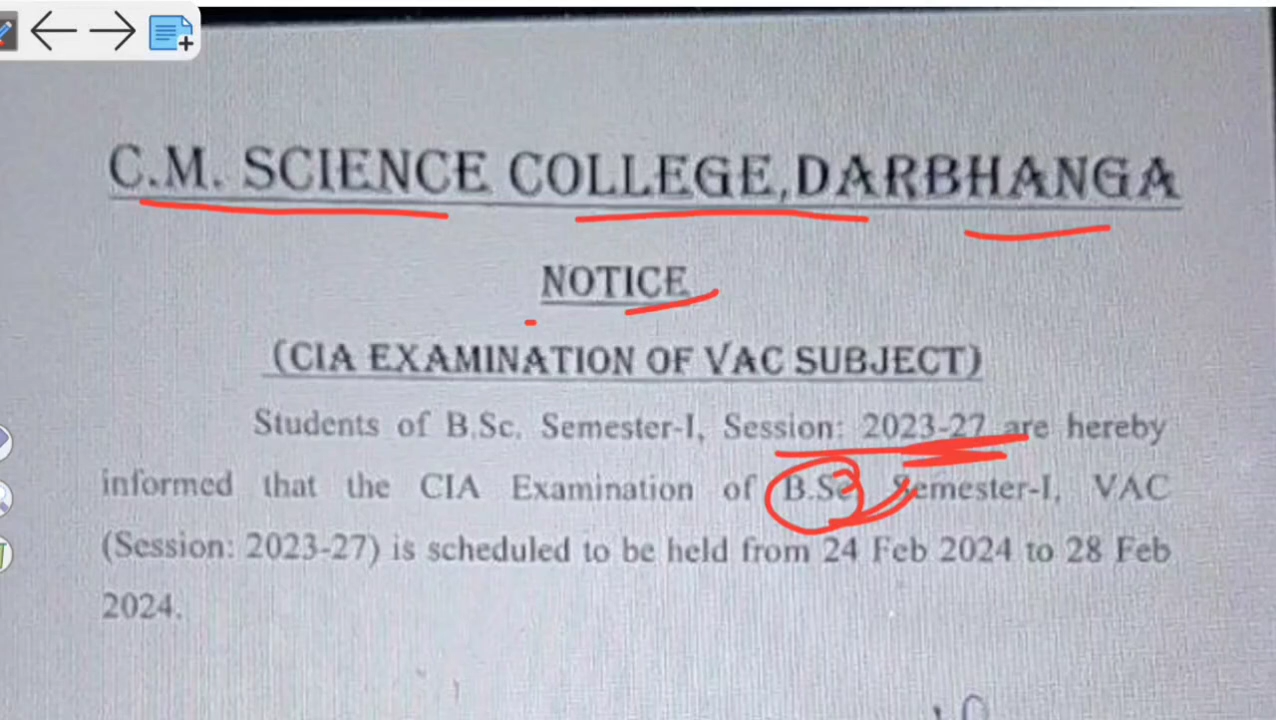 C.M. SCIENCE COLLEGE,DARBHANGA
NOTICE
(CIA EXAMINATION OF VAC SUBJECT)
Students of B.Sc. Semester-I, Session: 2023-27 are hereby
informed that the CIA Examination of B.Sc Semester-I, VAC
(Session: 2023-27) is scheduled to be held from 24 Feb 2024 to 28 Feb
2024.